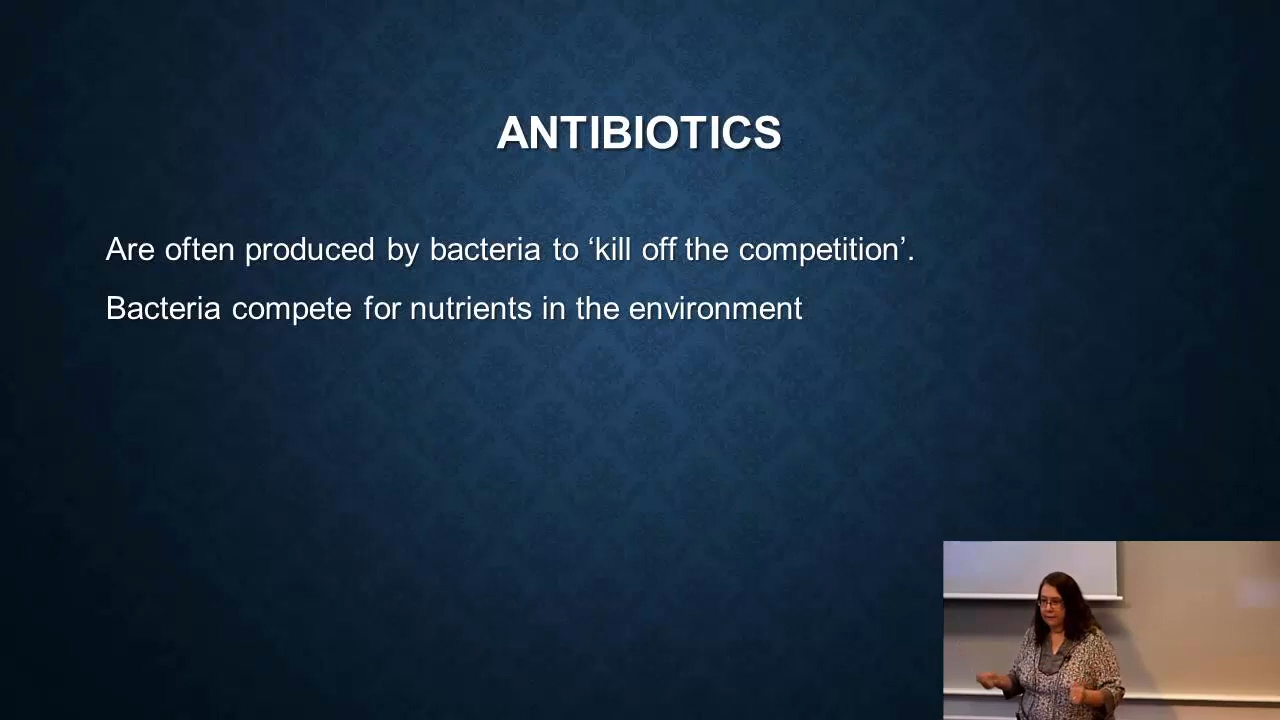 ANTIBIOTICS
Are often produced by bacteria to ‘kill off the competition’.
Bacteria compete for nutrients in the environment